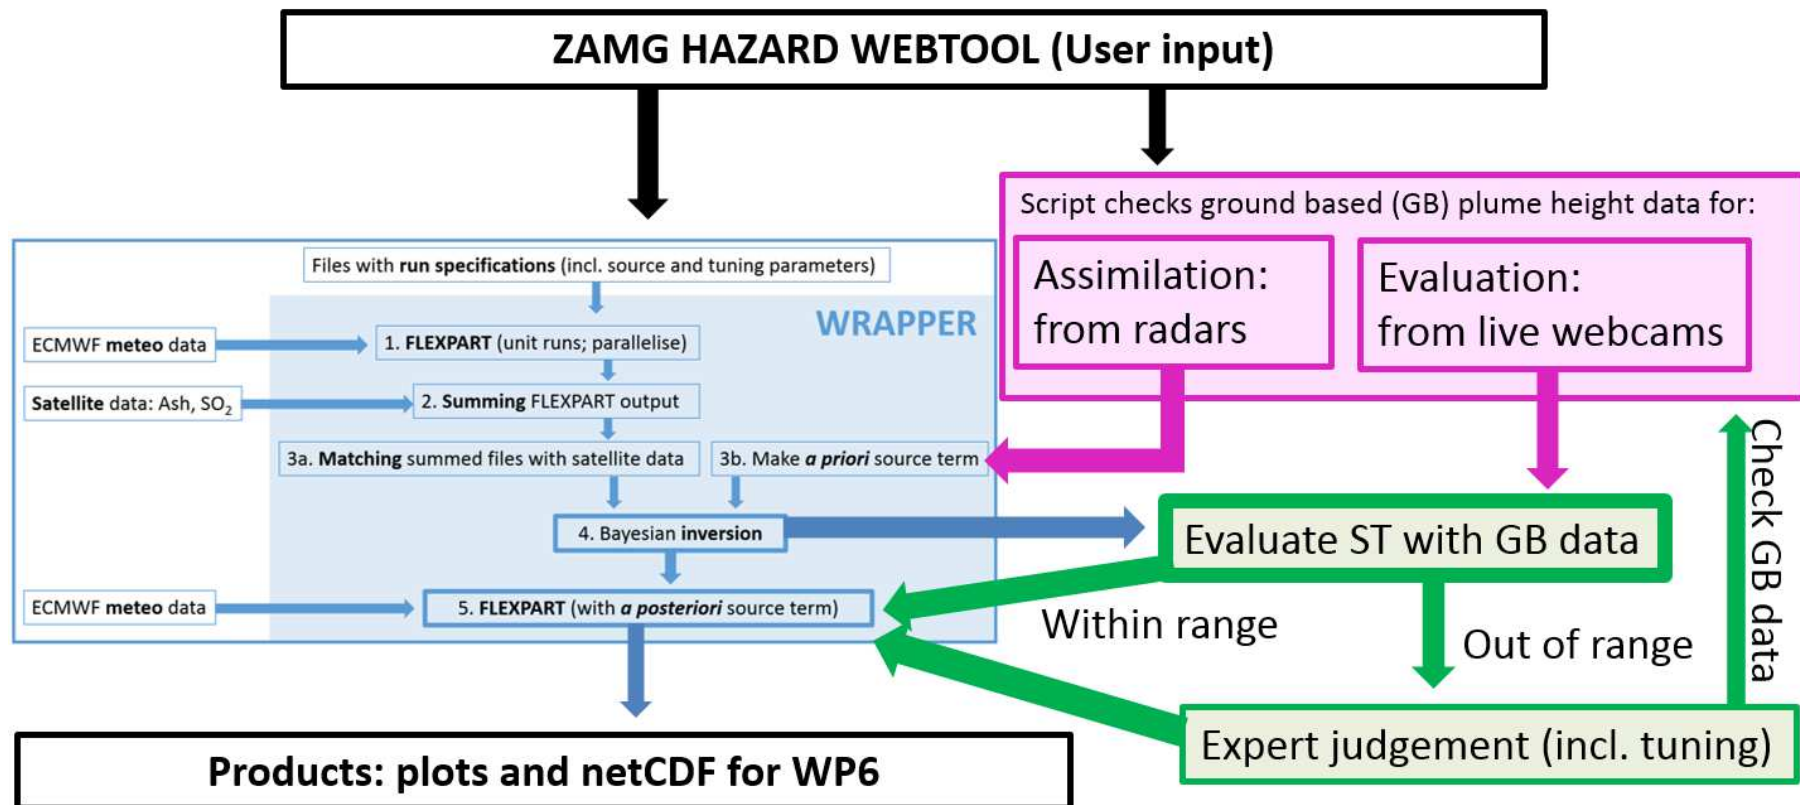 ZAMG HAZARD WEBTOOL (User input)
Script checks ground based (GB) plume height data for:
Assimilation:
from radars
Evaluation:
from live webcams
Files with run specifications (incl. source and tuning parameters)
WRAPPER
ECMWF meteo data
1. FLEXPART (unit runs; parallelise)
Satellite data: Ash, SO₂
2. Summing FLEXPART output
3a. Matching summed files with satellite data
3b. Make a priori source term
4. Bayesian inversion
Evaluate ST with GB data
Check GB data
ECMWF meteo data
5. FLEXPART (with a posteriori source term)
Within range
Out of range
Expert judgement (incl. tuning)
Products: plots and netCDF for WP6